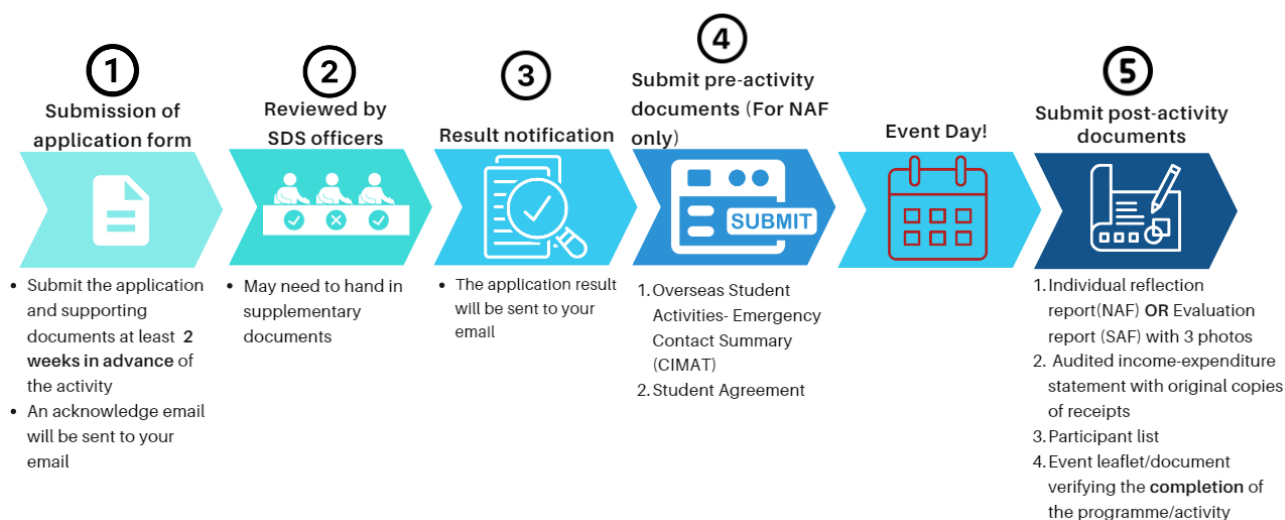 1
Submission of
application form
• Submit the application
and supporting
documents at least 2
weeks in advance of
the activity
• An acknowledge email
will be sent to your
email
2
Reviewed by
SDS officers
• May need to hand in
supplementary
documents
3
Result notification
• The application result
will be sent to your
email
4
Submit pre-activity
documents (For NAF
only)
SUBMIT
1. Overseas Student
Activities- Emergency
Contact Summary
(CIMAT)
2. Student Agreement
Event Day!
5
Submit post-activity
documents
1. Individual reflection
report(NAF) OR Evaluation
report (SAF) with 3 photos
2. Audited income-expenditure
statement with original copies
of receipts
3. Participant list
4. Event leaflet/document
verifying the completion of
the programme/activity